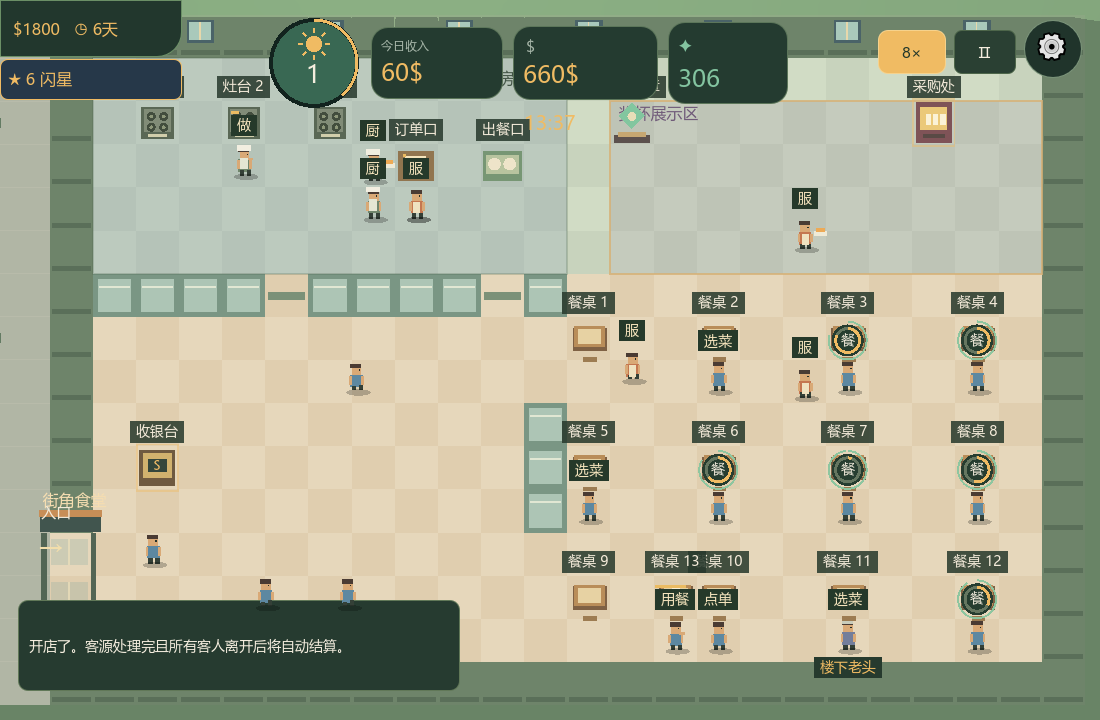 $1800 ◷ 6天
★ 6 闪星
1
今日收入
60$
$
660$
✦
306
8×
II
灶台 2
采购处
装杯展示区
13:37
做
厨
订单口
出餐口
厨
服
服
餐桌 1
餐桌 2
餐桌 3
餐桌 4
服
选菜
服
餐
餐
收银台
S
餐桌 5
餐桌 6
餐桌 7
餐桌 8
选菜
餐
餐
餐
街角食堂
入口
餐桌 9
餐桌 13
桌 10
餐桌 11
餐桌 12
用餐
点单
选菜
餐
楼下老头
开店了。客源处理完且所有客人离开后将自动结算。